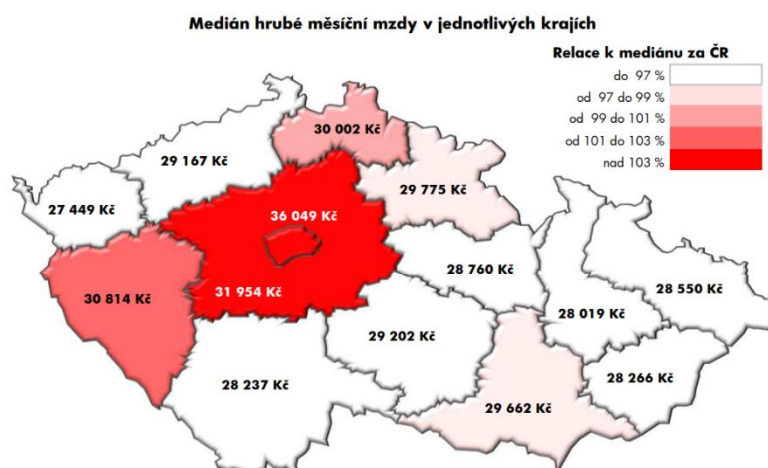 Medián hrubé měsíční mzdy v jednotlivých krajích
Relace k mediánu za ČR
do 97 %
od 97 do 99 %
od 99 do 101 %
od 101 do 103 %
nad 103 %
30 002 Kč
29 167 Kč
29 775 Kč
27 449 Kč
36 049 Kč
28 760 Kč
28 550 Kč
31 954 Kč
30 814 Kč
28 019 Kč
29 202 Kč
28 266 Kč
28 237 Kč
29 662 Kč